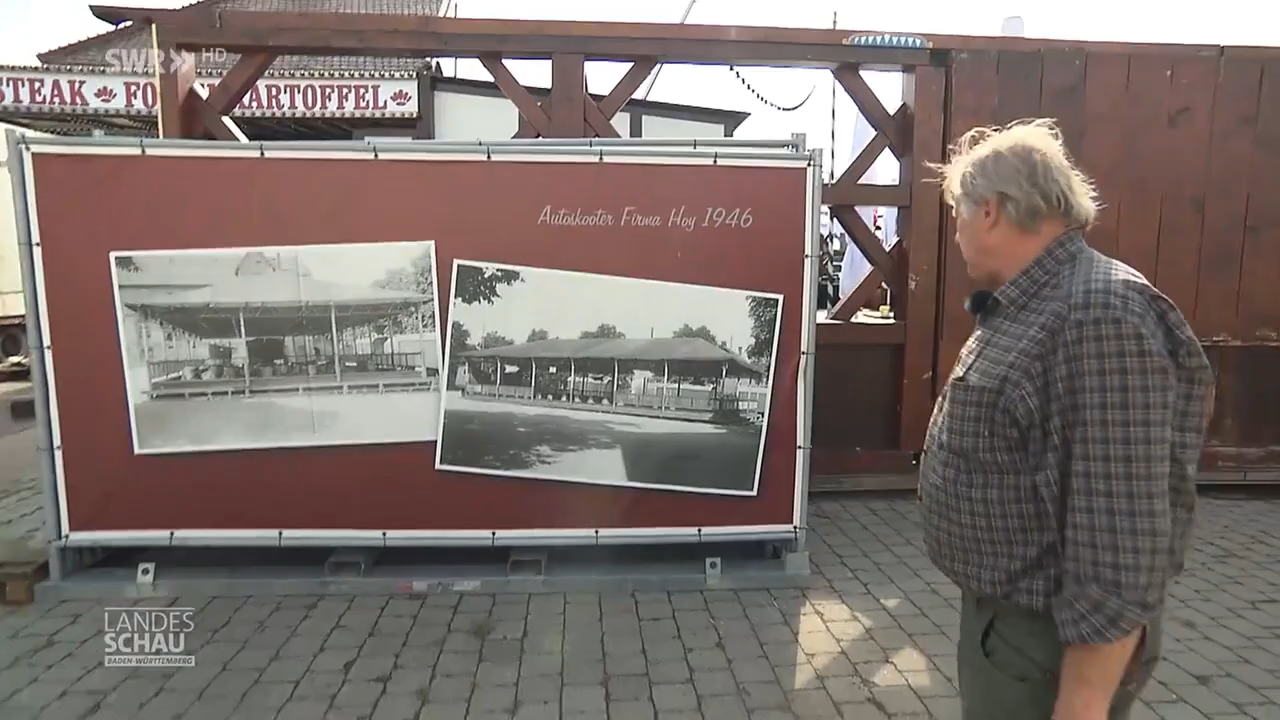 SWR» HD
STEAK FO KARTOFFEL
Autoskooter Firma Hoy 1946
LANDES
SCHAU
BADEN-WÜRTTEMBERG